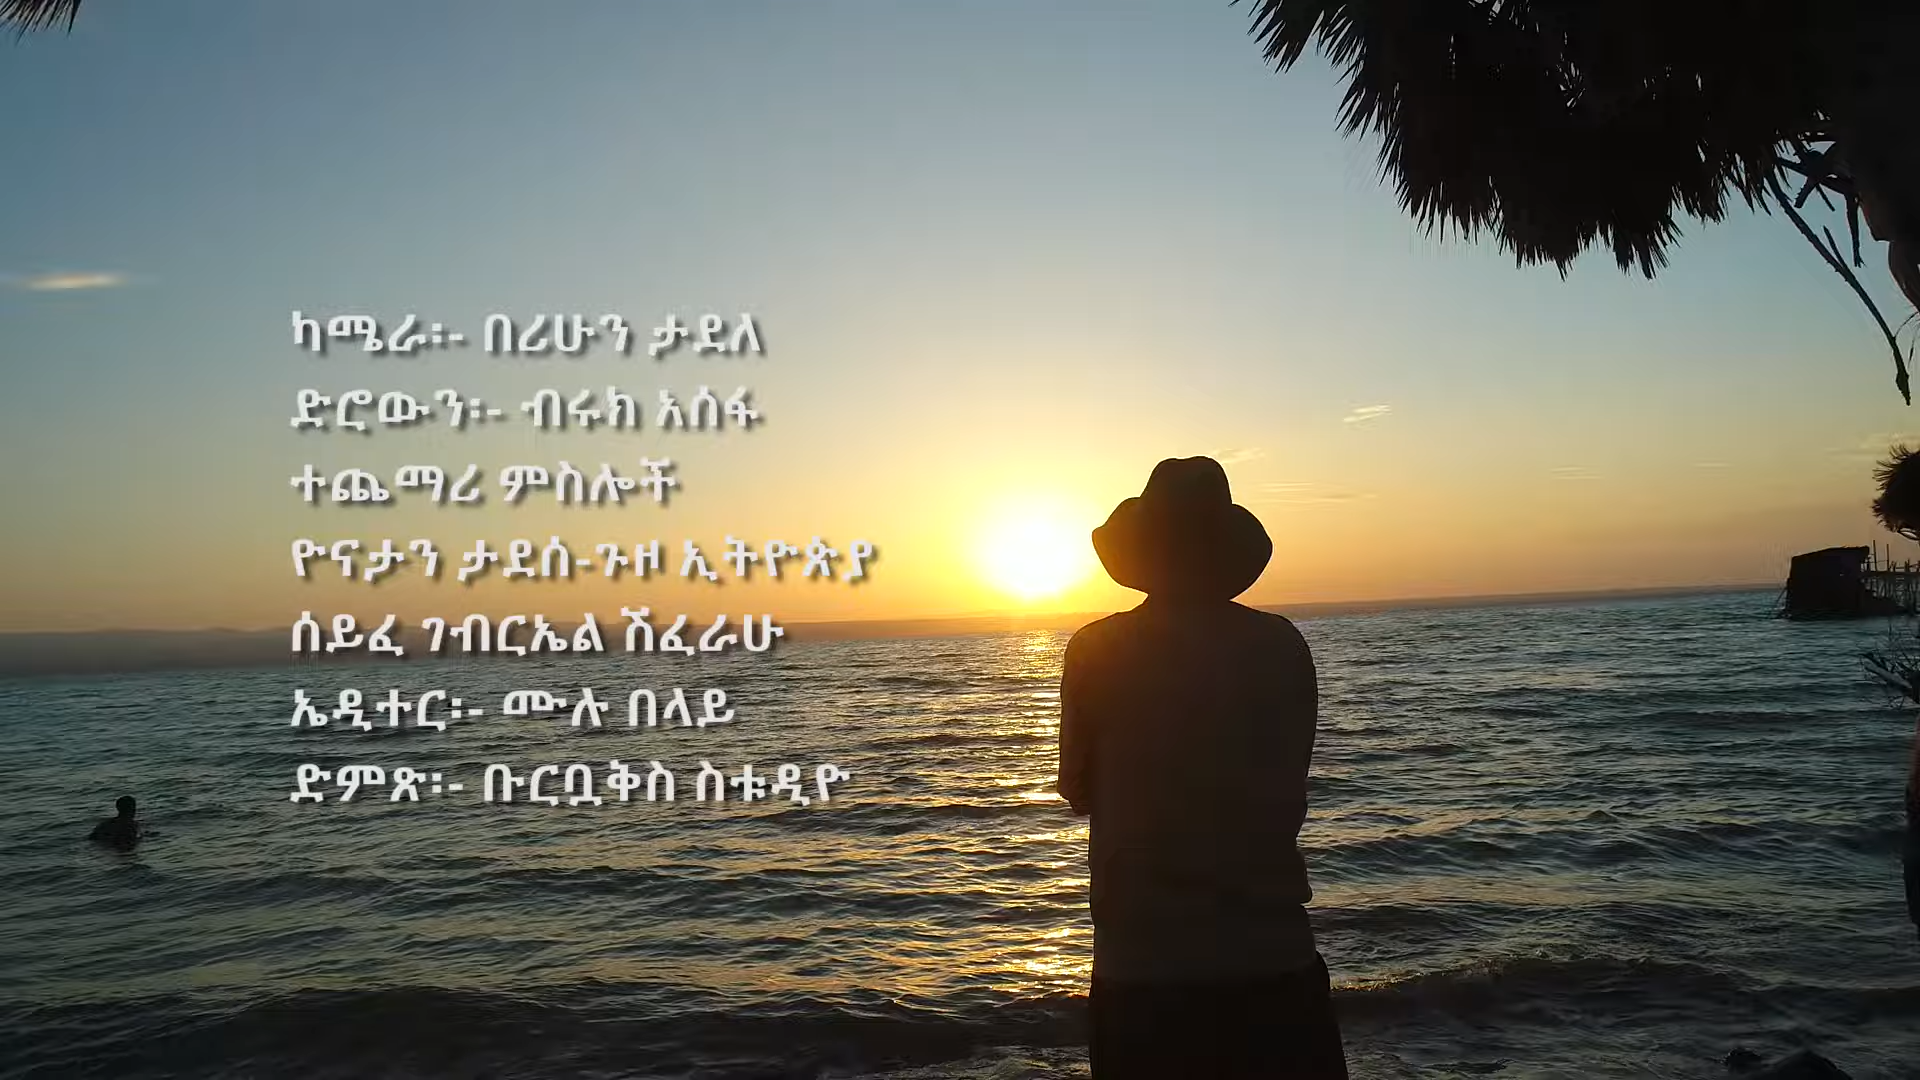 ካሜራ፡- በሪሁን ታደለ
ድሮውን፡- ብሩክ አሰፋ
ተጨማሪ ምስሎች
ዮናታን ታደሰ-ጉዞ ኢትዮጵያ
ሰይፈ ገብርኤል ሽፈራሁ
ኤዲተር፡- ሙሉ በላይ
ድምጽ፡- ቡርቧቅስ ስቱዲዮ